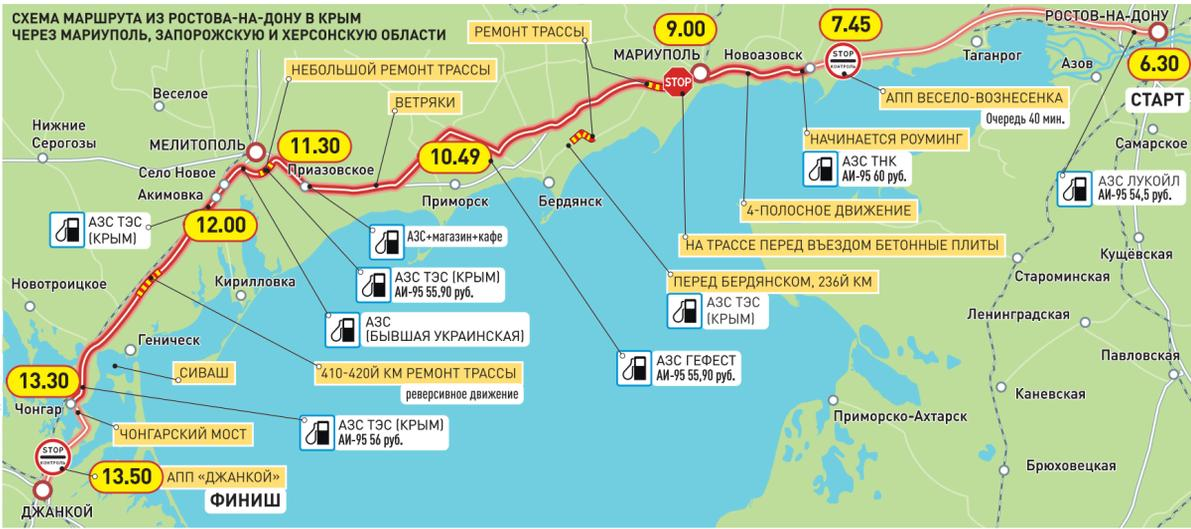 СХЕМА МАРШРУТА ИЗ РОСТОВА-НА-ДОНУ В КРЫМ
ЧЕРЕЗ МАРИУПОЛЬ, ЗАПОРОЖСКУЮ И ХЕРСОНСКУЮ ОБЛАСТИ
РЕМОНТ ТРАССЫ
9.00
МАРИУПОЛЬ
STOP
Новоазовск
7.45
STOP
КОНТРОЛЬ
РОСТОВ-НА-ДОНУ
Таганрог
Азов
6.30
СТАРТ
НЕБОЛЬШОЙ РЕМОНТ ТРАССЫ
Веселое
ВЕТРЯКИ
АПП ВЕСЕЛО-ВОЗНЕСЕНКА
Очередь 40 мин.
Нижние
Серогозы
МЕЛИТОПОЛЬ
11.30
Приазовское
10.49
НАЧИНАЕТСЯ РОУМИНГ
АЗС ТНК
АИ-95 60 руб.
Самарское
Село Новое
Акимовка
АЗС ЛУКОЙЛ
АИ-95 54,5 руб.
Приморск
Бердянск
4-ПОЛОСНОЕ ДВИЖЕНИЕ
АЗС ТЭС
(КРЫМ)
12.00
АЗС+магазин+кафе
НА ТРАССЕ ПЕРЕД ВЪЕЗДОМ БЕТОННЫЕ ПЛИТЫ
Кущёвская
Новотроицкое
Кирилловка
АЗС ТЭС (КРЫМ)
АИ-95 55,90 руб.
ПЕРЕД БЕРДЯНСКОМ, 236Й КМ
АЗС ТЭС
(КРЫМ)
Староминская
Ленинградская
АЗС
(БЫВШАЯ УКРАИНСКАЯ)
Геническ
СИВАШ
410-420Й КМ РЕМОНТ ТРАССЫ
реверсивное движение
АЗС ГЕФЕСТ
АИ-95 55,90 руб.
Павловская
13.30
Чонгар
Каневская
ЧОНГАРСКИЙ МОСТ
АЗС ТЭС (КРЫМ)
АИ-95 56 руб.
Приморско-Ахтарск
STOP
КОНТРОЛЬ
13.50
АПП «ДЖАНКОЙ»
ФИНИШ
ДЖАНКОЙ
Брюховецкая